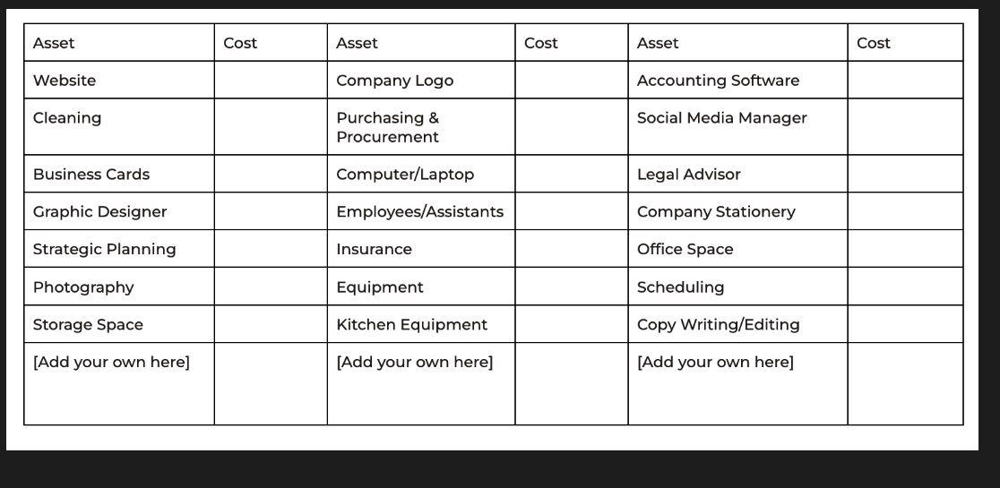 Asset Cost Asset Cost Asset Cost
Website Company Logo Accounting Software
Cleaning Purchasing & Social Media Manager
Procurement
Business Cards Computer/Laptop Legal Advisor
Graphic Designer Employees/Assistants Company Stationery
Strategic Planning Insurance Office Space
Photography Equipment Scheduling
Storage Space Kitchen Equipment Copy Writing/Editing
[Add your own here] [Add your own here] [Add your own here]